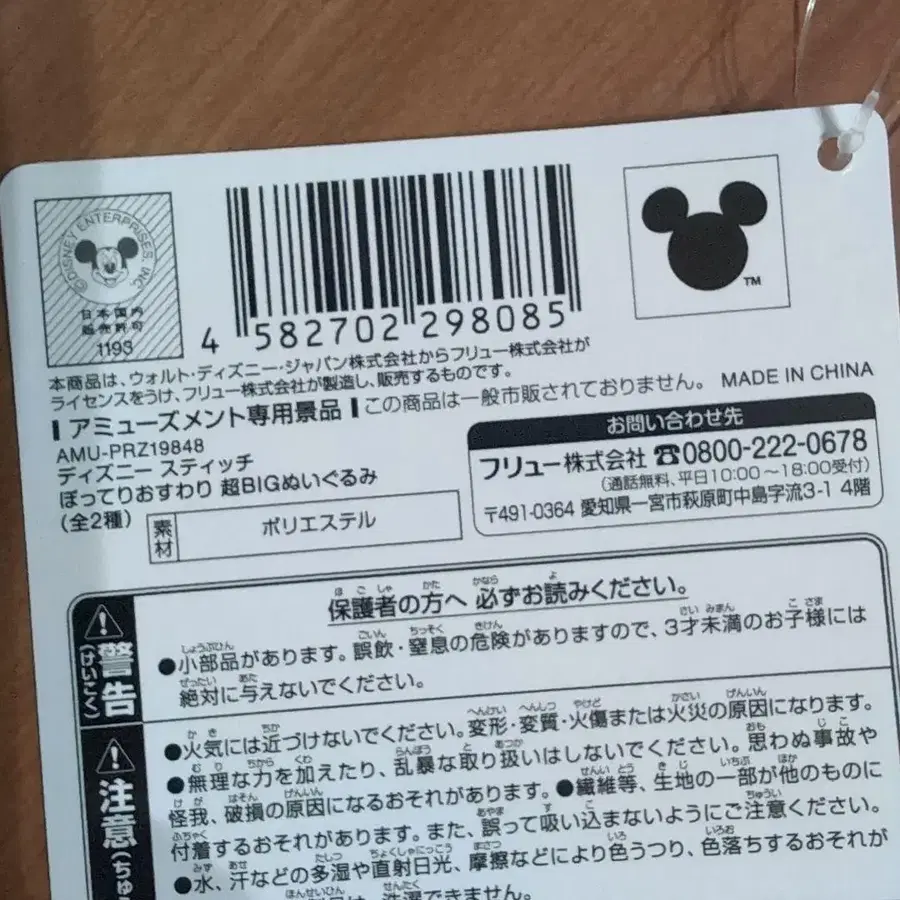 ©DISNEY ENTERPRISES, INC.
日本国内
販売許可
1193
4 582702 298085
TM
本商品は、ウォルト・ディズニー・ジャパン株式会社からフリュー株式会社が
ライセンスをうけ、フリュー株式会社が製造し、販売するものです。
アミューズメント専用景品 この商品は一般市販されておりません。 MADE IN CHINA
AMU-PRZ19848
ディズニー スティッチ
ぽってりおすわり 超BIGぬいぐるみ
(全2種)
素材 ポリエステル
お問い合わせ先
フリュー株式会社 ☎0800-222-0678
(通話無料、平日10:00~18:00受付)
〒491-0364 愛知県一宮市萩原町中島字流3-1 4階
保護者の方へ 必ずお読みください。
警告(けいこく)
●小部品があります。誤飲・窒息の危険がありますので、3才未満のお子様には
絶対に与えないでください。
注意(ちゅ
●火気には近づけないでください。変形・変質・火傷または火災の原因になります。
●無理な力を加えたり、乱暴な取り扱いはしないでください。思わぬ事故や
怪我、破損の原因になるおそれがあります。●繊維等、生地の一部が他のものに
付着するおそれがあります。また、誤って吸い込まないようにご注意ください。
●水、汗などの多湿や直射日光、摩擦などにより色うつり、色落ちするおそれが
は、洗濯できません。